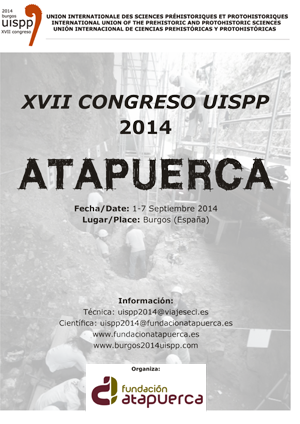 2014
burgos
uispp
XVIII congreso
UNION INTERNATIONALE DES SCIENCES PRÉHISTORIQUES ET PROTOHISTORIQUES
INTERNATIONAL UNION OF THE PREHISTORIC AND PROTOHISTORIC SCIENCES
UNIÓN INTERNACIONAL DE CIENCIAS PREHISTÓRICAS Y PROTOHISTÓRICAS
XVII CONGRESO UISPP
2014
ATAPUERCA
Fecha/Date: 1-7 Septiembre 2014
Lugar/Place: Burgos (España)
Información:
Técnica: uispp2014@viajeseci.es
Científica: uispp2014@fundacionatapuerca.es
www.fundacionatapuerca.es
www.burgos2014uispp.com
Organiza:
fundación
atapuerca